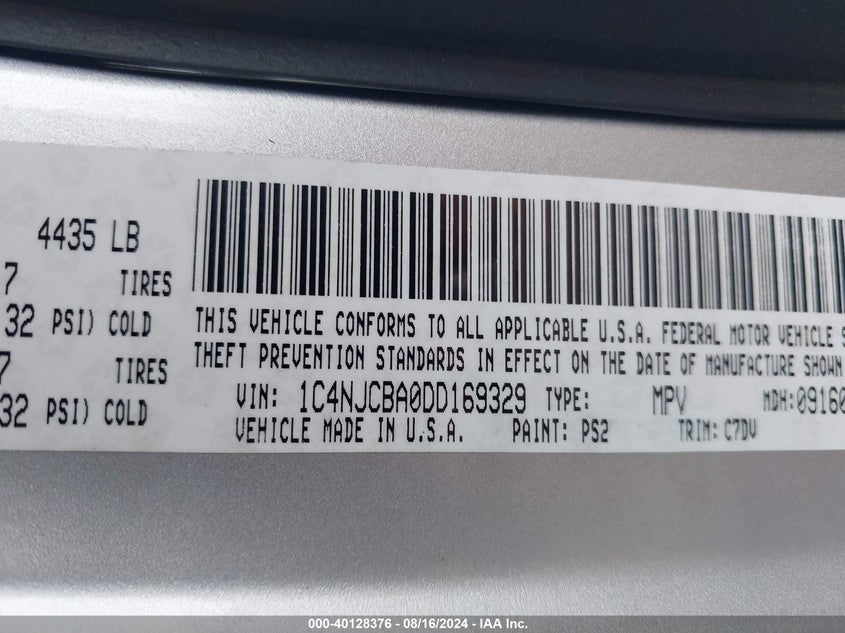 4435 LB
7 TIRES
32 PSI) COLD
7 TIRES
32 PSI) COLD
THIS VEHICLE CONFORMS TO ALL APPLICABLE U.S.A. FEDERAL MOTOR VEHICLE S
THEFT PREVENTION STANDARDS IN EFFECT ON THE DATE OF MANUFACTURE SHOWN
VIN: 1C4NJCBA0DD169329 TYPE: MPV MDH:09160
VEHICLE MADE IN U.S.A. PAINT: PS2 TRIM: C7DV
000-40128376 - 08/16/2024 - IAA Inc.